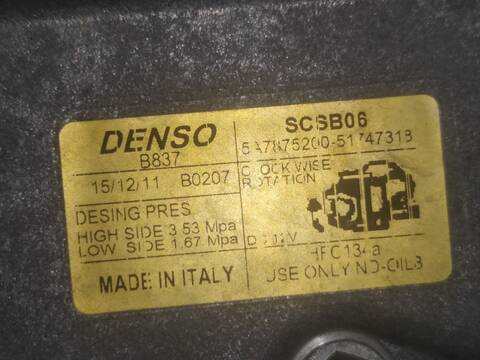 DENSO
B837
15/12/11 B0207
DESING PRES
HIGH SIDE 3.53 Mpa
LOW SIDE 1.67 Mpa
MADE IN ITALY
SCSB06
5A7875200-51747318
CLOCKWISE
ROTATION
HFC134a
USE ONLY ND-OIL8